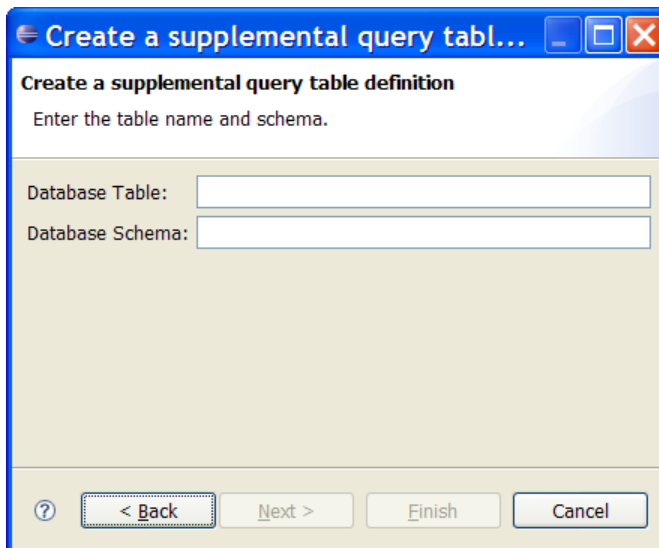 Create a supplemental query tabl...
Create a supplemental query table definition
Enter the table name and schema.
Database Table:
Database Schema:
? < Back Next > Finish Cancel